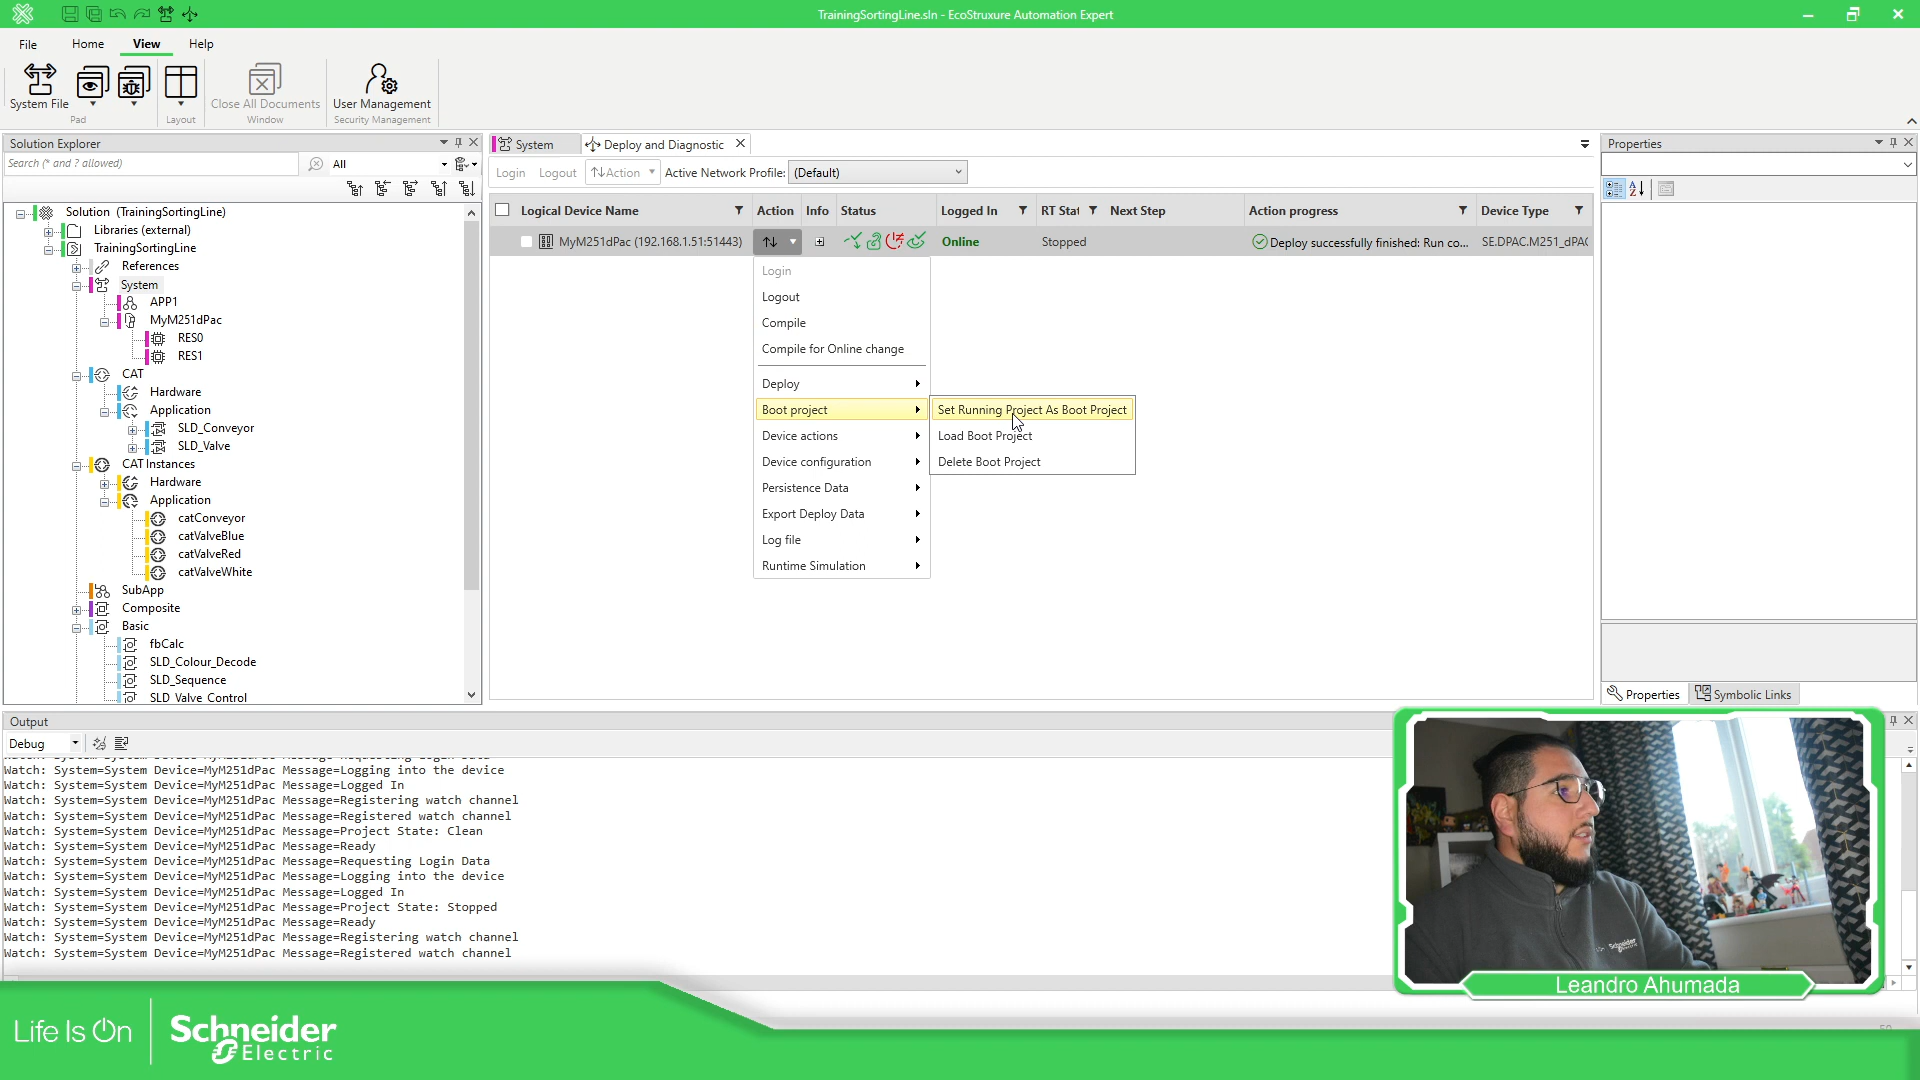 TrainingSortingLine.sln - EcoStruxure Automation Expert
File
Home
View
Help
System File
Close All Documents
User Management
Pad
Layout
Window
Security Management
Solution Explorer
Search (* and ? allowed)
All
Solution (TrainingSortingLine)
Libraries (external)
TrainingSortingLine
References
System
APP1
MyM251dPac
RES0
RES1
CAT
Hardware
Application
SLD_Conveyor
SLD_Valve
CAT Instances
Hardware
Application
catConveyor
catValveBlue
catValveRed
catValveWhite
SubApp
Composite
Basic
fbCalc
SLD_Colour_Decode
SLD_Sequence
SLD_Valve_Control
System
Deploy and Diagnostic
Login
Logout
Action
Active Network Profile:
(Default)
Logical Device Name
Action
Info
Status
Logged In
RT Stat
Next Step
Action progress
Device Type
MyM251dPac (192.168.1.51:51443)
Online
Stopped
Deploy successfully finished: Run co...
SE.DPAC.M251_dPAC
Login
Logout
Compile
Compile for Online change
Deploy
Boot project
Device actions
Device configuration
Persistence Data
Export Deploy Data
Log file
Runtime Simulation
Set Running Project As Boot Project
Load Boot Project
Delete Boot Project
Properties
Properties
Symbolic Links
Output
Debug
Watch: System=System Device=MyM251dPac Message=Requesting Login Data
Watch: System=System Device=MyM251dPac Message=Logging into the device
Watch: System=System Device=MyM251dPac Message=Logged In
Watch: System=System Device=MyM251dPac Message=Registering watch channel
Watch: System=System Device=MyM251dPac Message=Registered watch channel
Watch: System=System Device=MyM251dPac Message=Project State: Clean
Watch: System=System Device=MyM251dPac Message=Ready
Watch: System=System Device=MyM251dPac Message=Requesting Login Data
Watch: System=System Device=MyM251dPac Message=Logging into the device
Watch: System=System Device=MyM251dPac Message=Logged In
Watch: System=System Device=MyM251dPac Message=Project State: Stopped
Watch: System=System Device=MyM251dPac Message=Ready
Watch: System=System Device=MyM251dPac Message=Registering watch channel
Watch: System=System Device=MyM251dPac Message=Registered watch channel
Schneider
Leandro Ahumada
Life Is On
Schneider
Electric